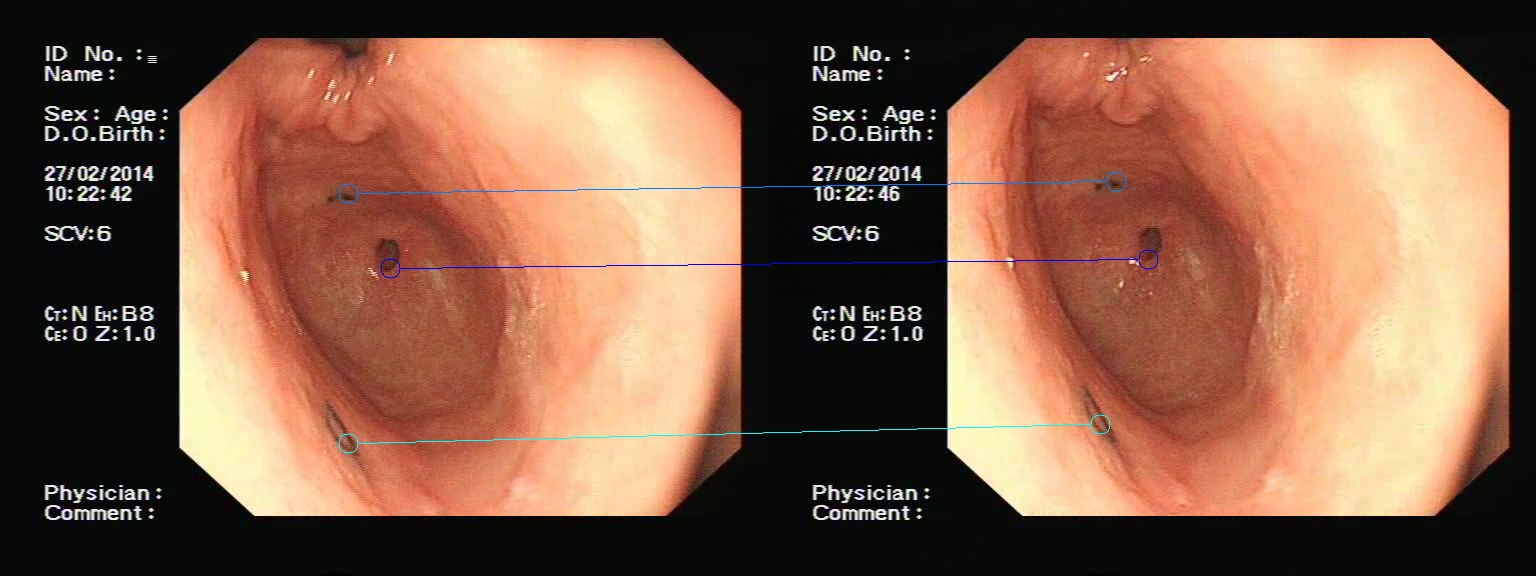 ID No. :
Name:
Sex: Age:
D.O.Birth:
27/02/2014
10:22:42
SCV:6
CT:N EH:B8
CE:0 Z:1.0
Physician:
Comment:
ID No. :
Name:
Sex: Age:
D.O.Birth:
27/02/2014
10:22:46
SCV:6
CT:N EH:B8
CE:0 Z:1.0
Physician:
Comment: